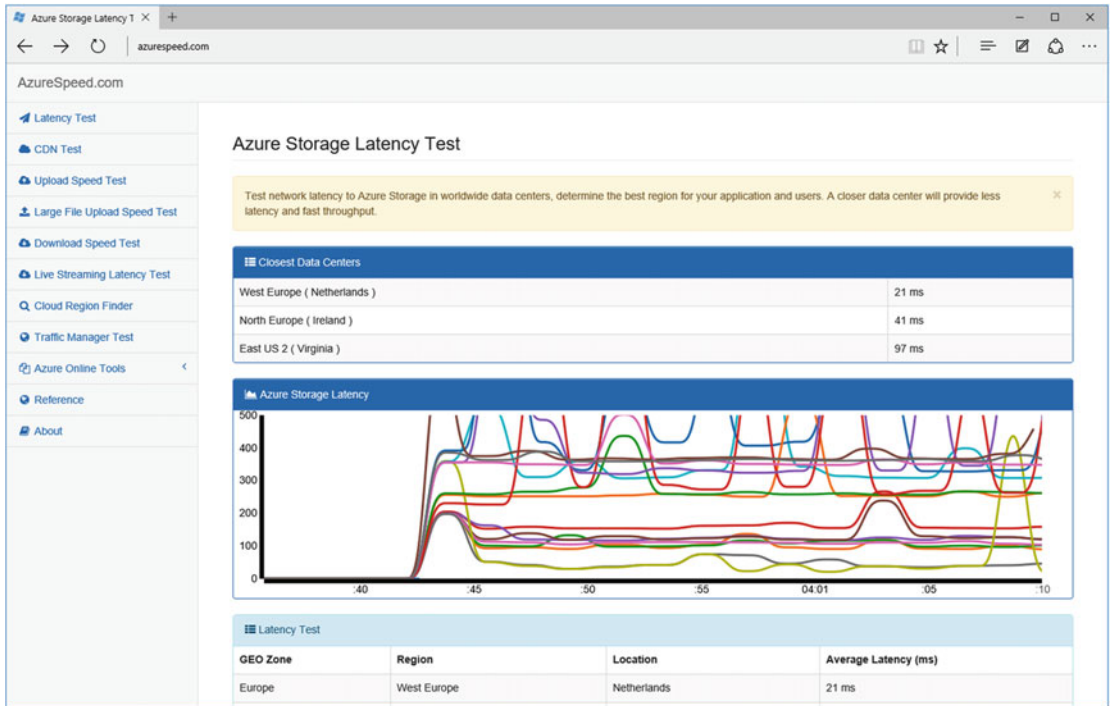 Azure Storage Latency T
azurespeed.com
AzureSpeed.com
Latency Test
CDN Test
Upload Speed Test
Large File Upload Speed Test
Download Speed Test
Live Streaming Latency Test
Cloud Region Finder
Traffic Manager Test
Azure Online Tools
Reference
About
Azure Storage Latency Test
Test network latency to Azure Storage in worldwide data centers, determine the best region for your application and users. A closer data center will provide less
latency and fast throughput.
Closest Data Centers
West Europe ( Netherlands ) 21 ms
North Europe ( Ireland ) 41 ms
East US 2 ( Virginia ) 97 ms
Azure Storage Latency
500
400
300
200
100
0
:40 :45 :50 :55 04:01 :05 :10
Latency Test
GEO Zone Region Location Average Latency (ms)
Europe West Europe Netherlands 21 ms